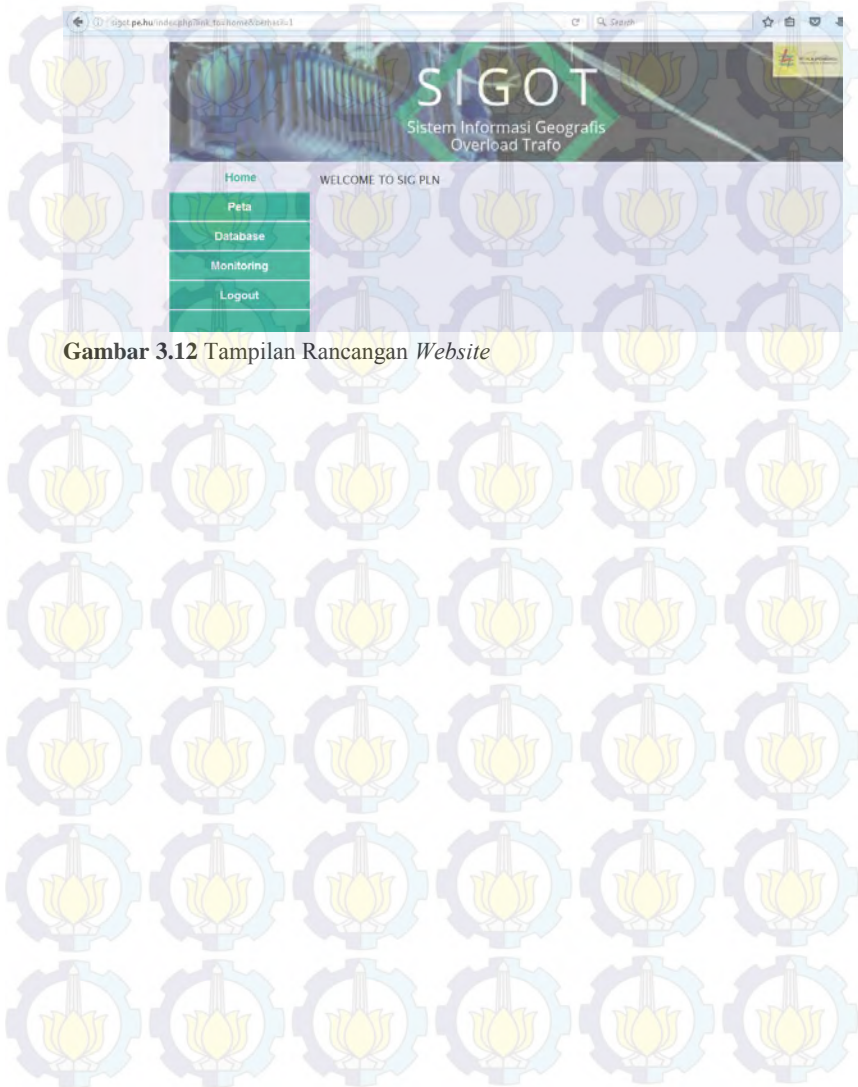 Search
SIGOT
Sistem Informasi Geografis
Overload Trafo
Home
WELCOME TO SIG PLN
Peta
Database
Monitoring
Logout
Gambar 3.12 Tampilan Rancangan Website